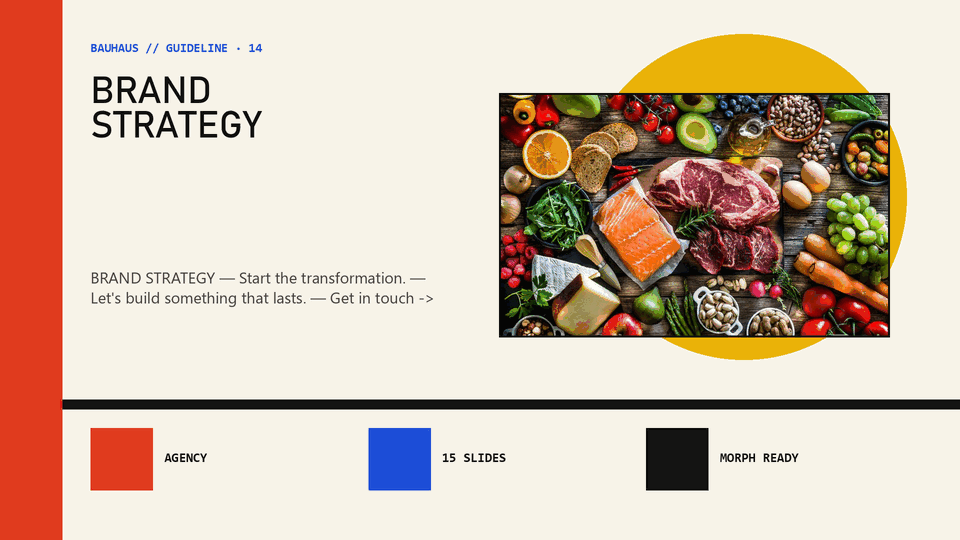 BAUHAUS // GUIDELINE · 14
BRAND
STRATEGY
BRAND STRATEGY — Start the transformation. —
Let's build something that lasts. — Get in touch ->
AGENCY
15 SLIDES
MORPH READY